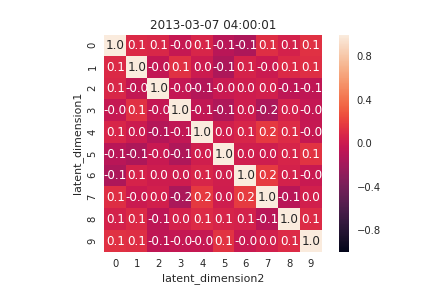 2013-03-07 04:00:01
0 1.0 0.1 0.1 -0.0 0.1 -0.1 -0.1 0.1 0.1 0.1
1 0.1 1.0 -0.0 0.1 -0.0 -0.1 0.1 -0.0 0.1 0.1
2 0.1 -0.0 1.0 -0.0 -0.1 -0.0 0.0 -0.0 -0.1 -0.1
3 -0.0 0.1 -0.0 1.0 -0.1 -0.1 0.0 -0.2 0.0 -0.0
4 0.1 -0.0 -0.1 -0.1 1.0 0.0 0.1 0.2 0.1 -0.0
5 -0.1 -0.1 -0.0 -0.1 0.0 1.0 0.0 -0.0 0.1 0.1
6 -0.1 0.1 0.0 0.0 0.1 0.0 1.0 0.2 0.1 -0.0
7 0.1 -0.0 -0.0 -0.2 0.2 -0.0 0.2 1.0 -0.1 0.0
8 0.1 0.1 -0.1 0.0 0.1 0.1 0.1 -0.1 1.0 0.1
9 0.1 0.1 -0.1 -0.0 -0.0 0.1 -0.0 0.0 0.1 1.0
0 1 2 3 4 5 6 7 8 9
latent_dimension1
latent_dimension2
0.8
0.4
0.0
−0.4
−0.8